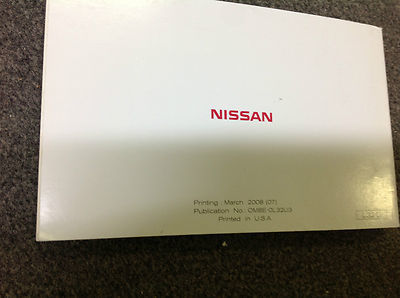 NISSAN
Printing : March 2008 (07)
Publication No.: OM8E-0L32U3
Printed in U.S.A.